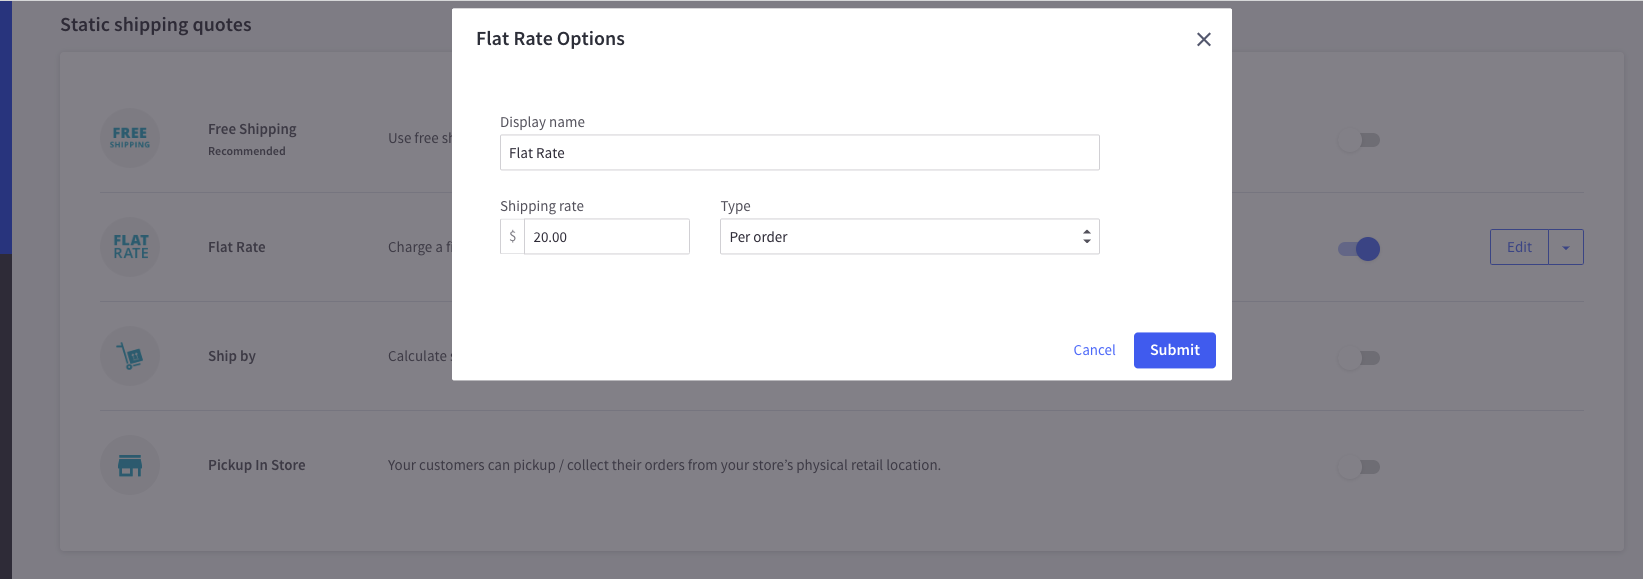 Static shipping quotes
Flat Rate Options
Display name
Flat Rate
Shipping rate
Type
$
20.00
Per order
Cancel
Submit
FREE
SHIPPING
Free Shipping
Recommended
Use free
FLAT
RATE
Flat Rate
Charge a
Edit
Ship by
Calculate
Pickup In Store
Your customers can pickup / collect their orders from your store's physical retail location.